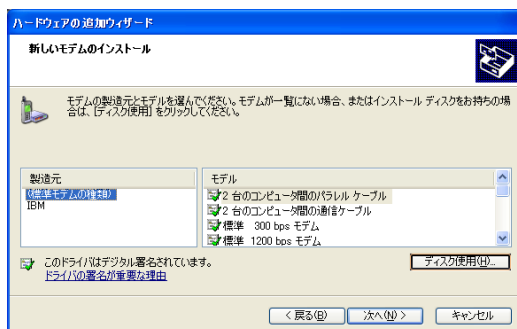 ハードウェアの追加ウィザード
新しいモデムのインストール
モデムの製造元とモデルを選んでください。モデムが一覧にない場合、またはインストール ディスクをお持ちの場
合は、[ディスク使用] をクリックしてください。
製造元
(標準モデムの種類)
IBM
モデル
2 台のコンピュータ間のパラレル ケーブル
2 台のコンピュータ間の通信ケーブル
標準 300 bps モデム
標準 1200 bps モデム
このドライバはデジタル署名されています。
ドライバの署名が重要な理由
ディスク使用(H)...
< 戻る(B)
次へ(N) >
キャンセル